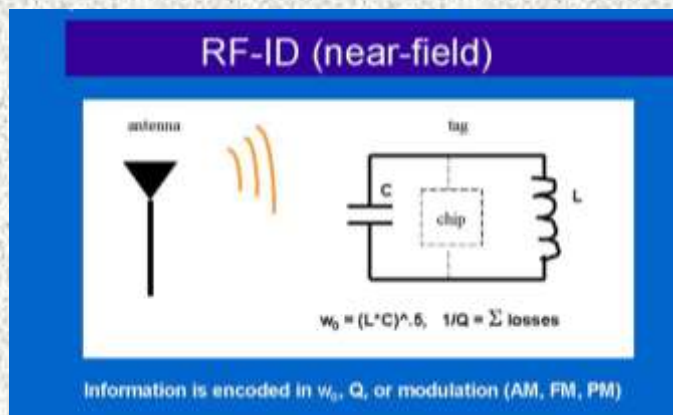 RF-ID (near-field)
antenna
tag
C
chip
L
w₀ = (L*C)^.5, 1/Q = Σ losses
Information is encoded in w₀, Q, or modulation (AM, FM, PM)